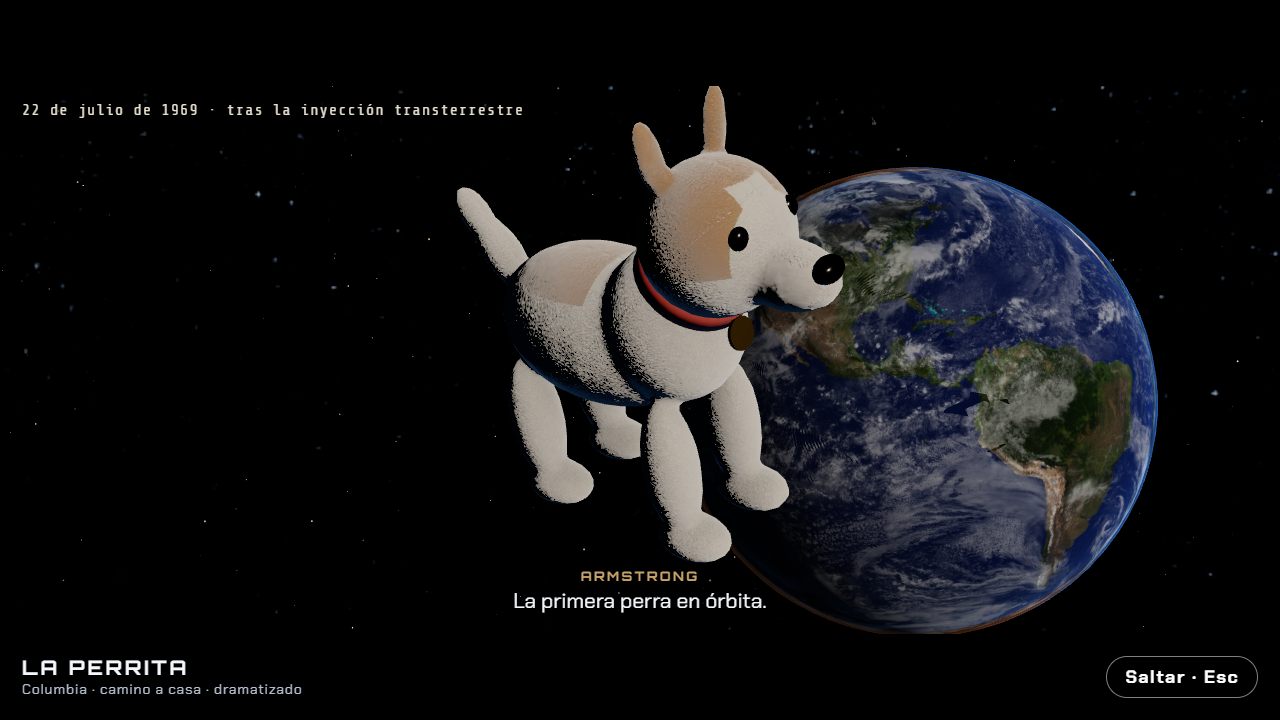 22 de julio de 1969 · tras la inyección transterrestre
ARMSTRONG
La primera perra en órbita.
LA PERRITA
Columbia · camino a casa · dramatizado
Saltar · Esc